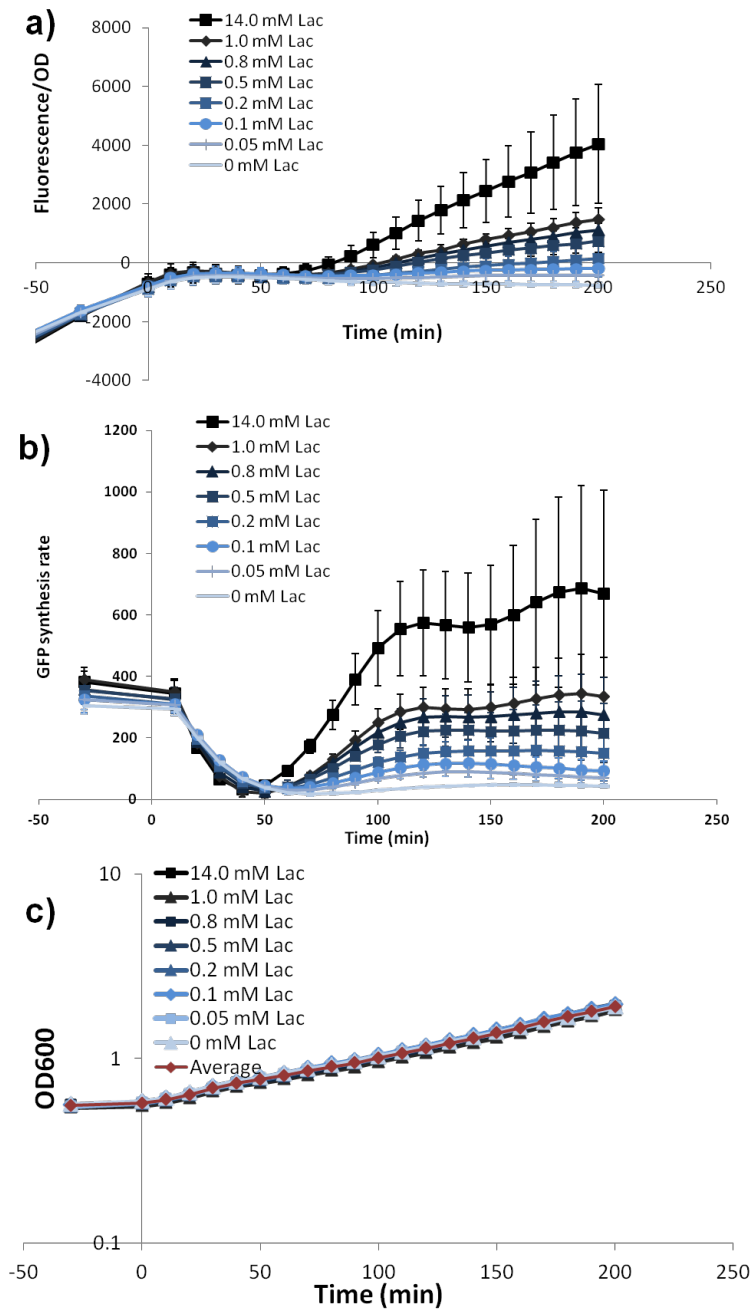 a)
14.0 mM Lac
1.0 mM Lac
0.8 mM Lac
0.5 mM Lac
0.2 mM Lac
0.1 mM Lac
0.05 mM Lac
0 mM Lac
Fluorescence/OD
8000
6000
4000
2000
0
-2000
-4000
-50
0
50
100
150
200
250
Time (min)
b)
14.0 mM Lac
1.0 mM Lac
0.8 mM Lac
0.5 mM Lac
0.2 mM Lac
0.1 mM Lac
0.05 mM Lac
0 mM Lac
GFP synthesis rate
1200
1000
800
600
400
200
0
-50
0
50
100
150
200
250
Time (min)
c)
14.0 mM Lac
1.0 mM Lac
0.8 mM Lac
0.5 mM Lac
0.2 mM Lac
0.1 mM Lac
0.05 mM Lac
0 mM Lac
Average
OD600
10
1
0.1
-50
0
50
100
150
200
250
Time (min)